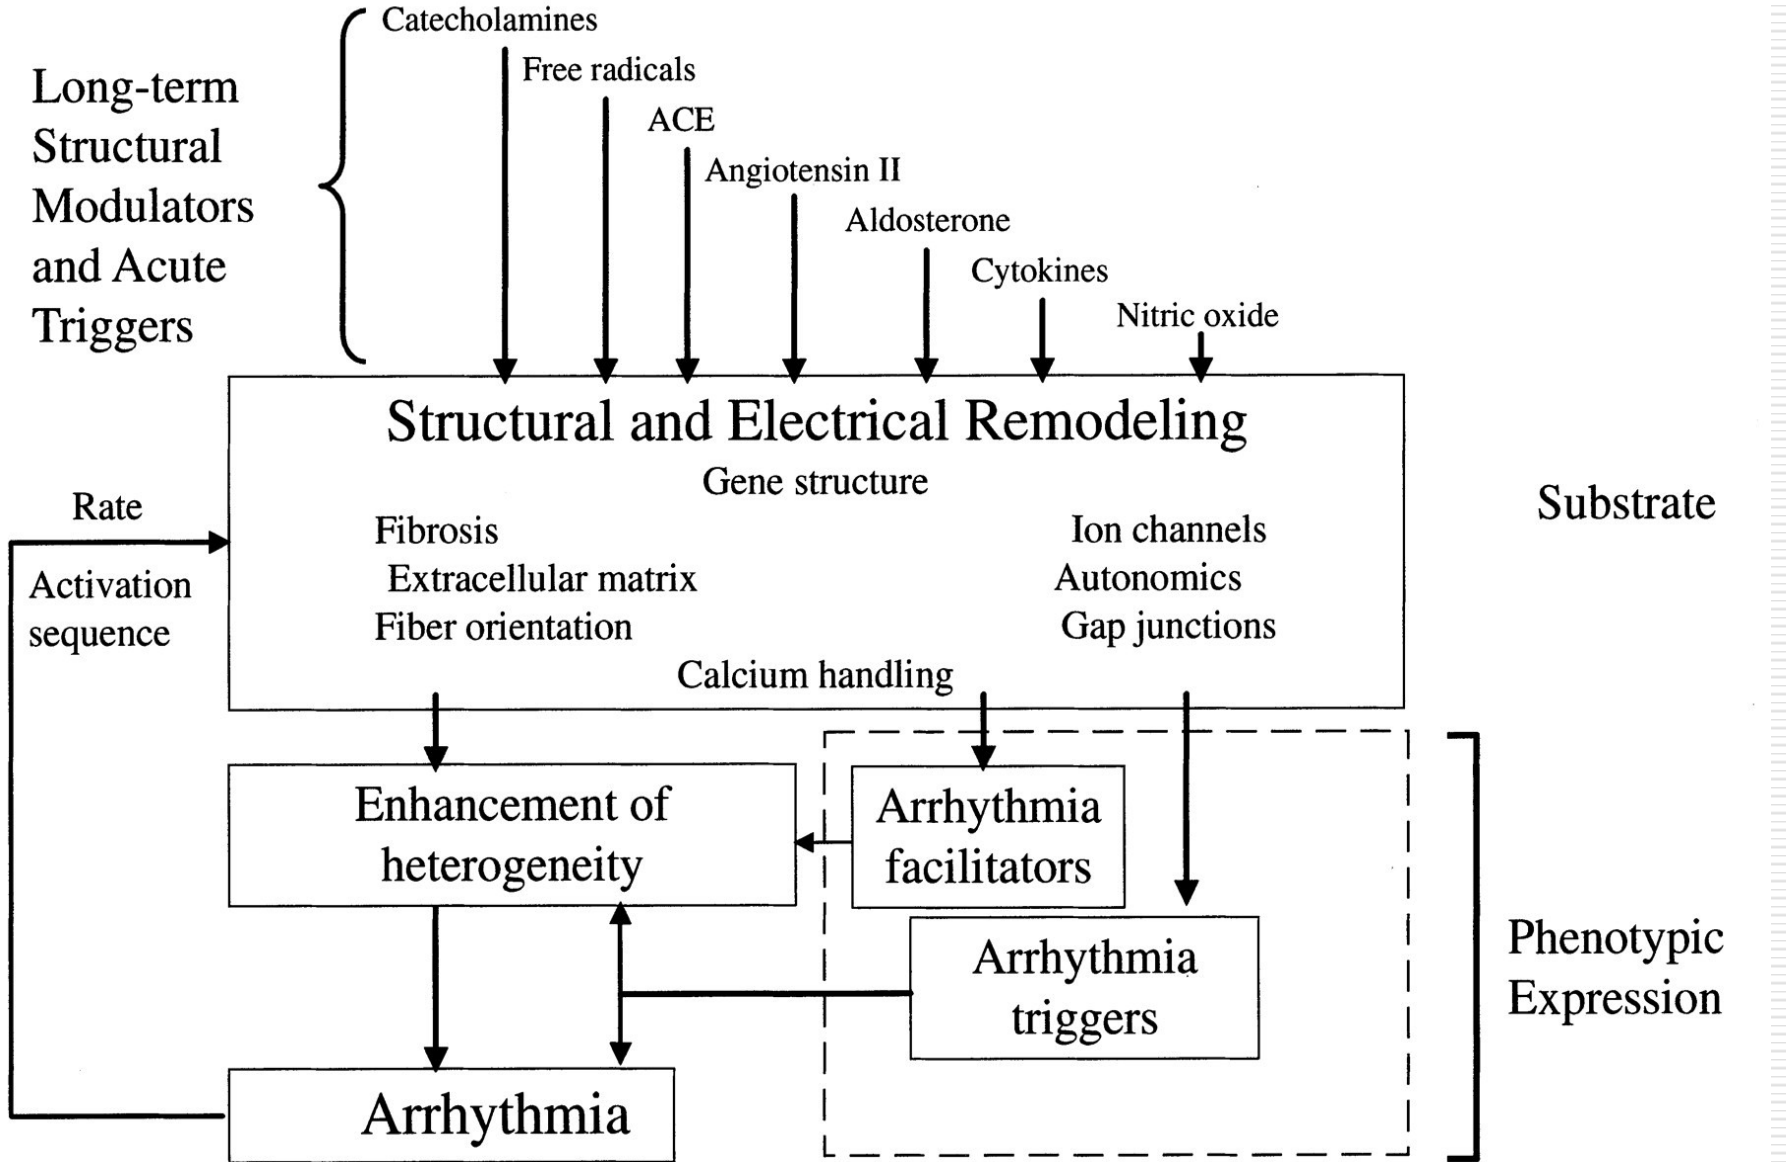 Long-term
Structural
Modulators
and Acute
Triggers
Catecholamines
Free radicals
ACE
Angiotensin II
Aldosterone
Cytokines
Nitric oxide
Structural and Electrical Remodeling
Gene structure
Fibrosis
Extracellular matrix
Fiber orientation
Ion channels
Autonomics
Gap junctions
Calcium handling
Substrate
Rate
Activation
sequence
Enhancement of
heterogeneity
Arrhythmia
facilitators
Arrhythmia
triggers
Phenotypic
Expression
Arrhythmia